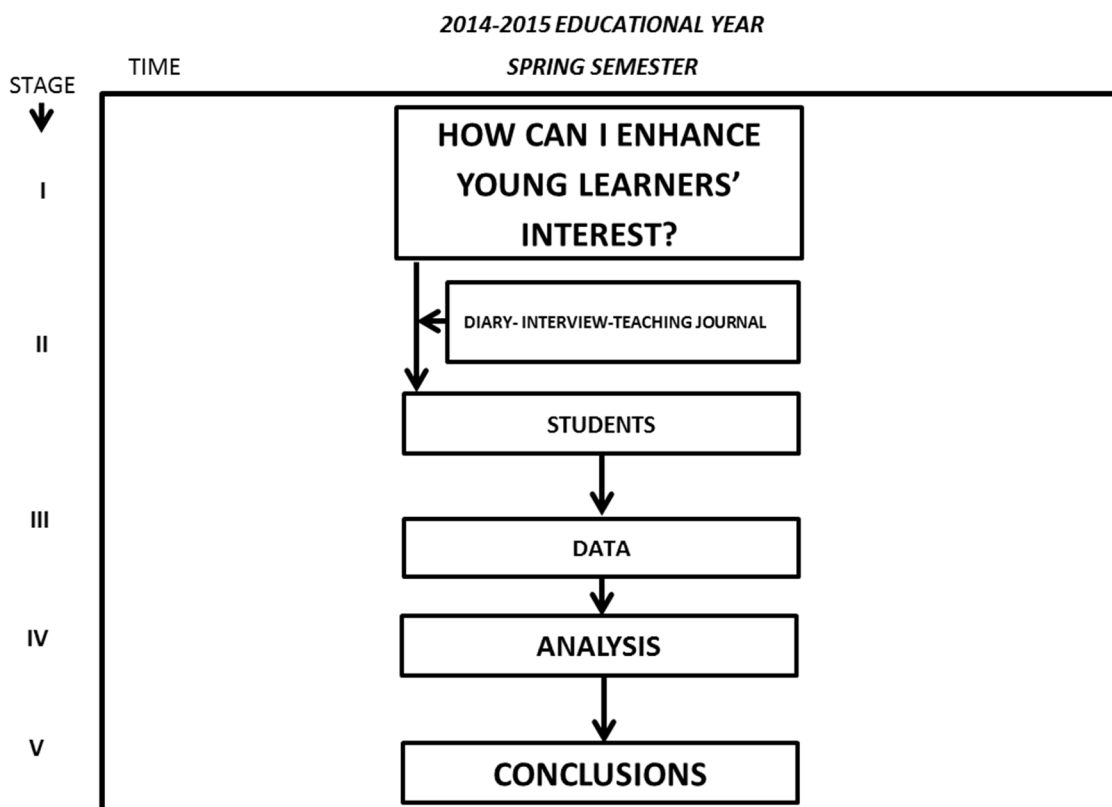 2014-2015 EDUCATIONAL YEAR
TIME
SPRING SEMESTER
STAGE
I
HOW CAN I ENHANCE
YOUNG LEARNERS’
INTEREST?
II
DIARY- INTERVIEW-TEACHING JOURNAL
STUDENTS
III
DATA
IV
ANALYSIS
V
CONCLUSIONS